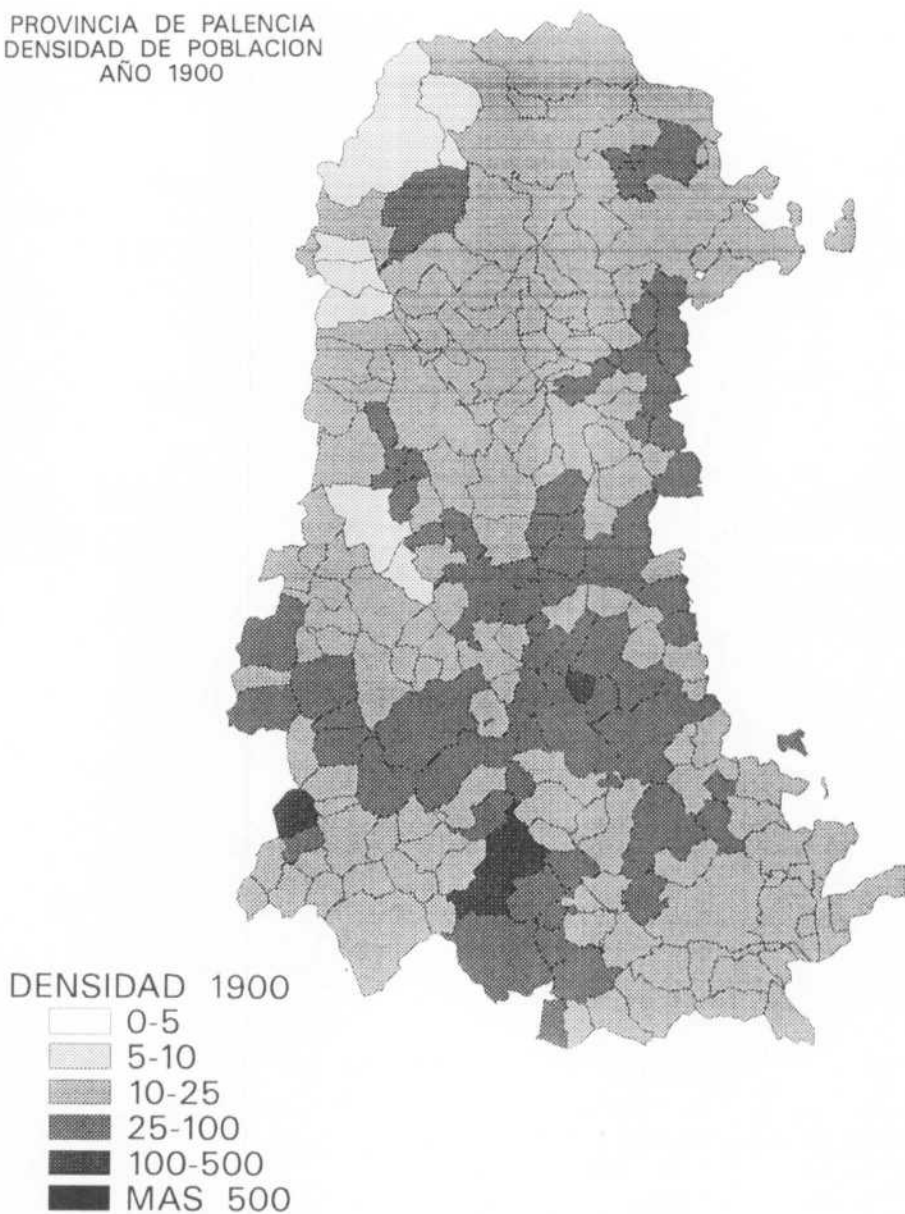 PROVINCIA DE PALENCIA
DENSIDAD DE POBLACION
AÑO 1900
DENSIDAD 1900
0-5
5-10
10-25
25-100
100-500
MAS 500